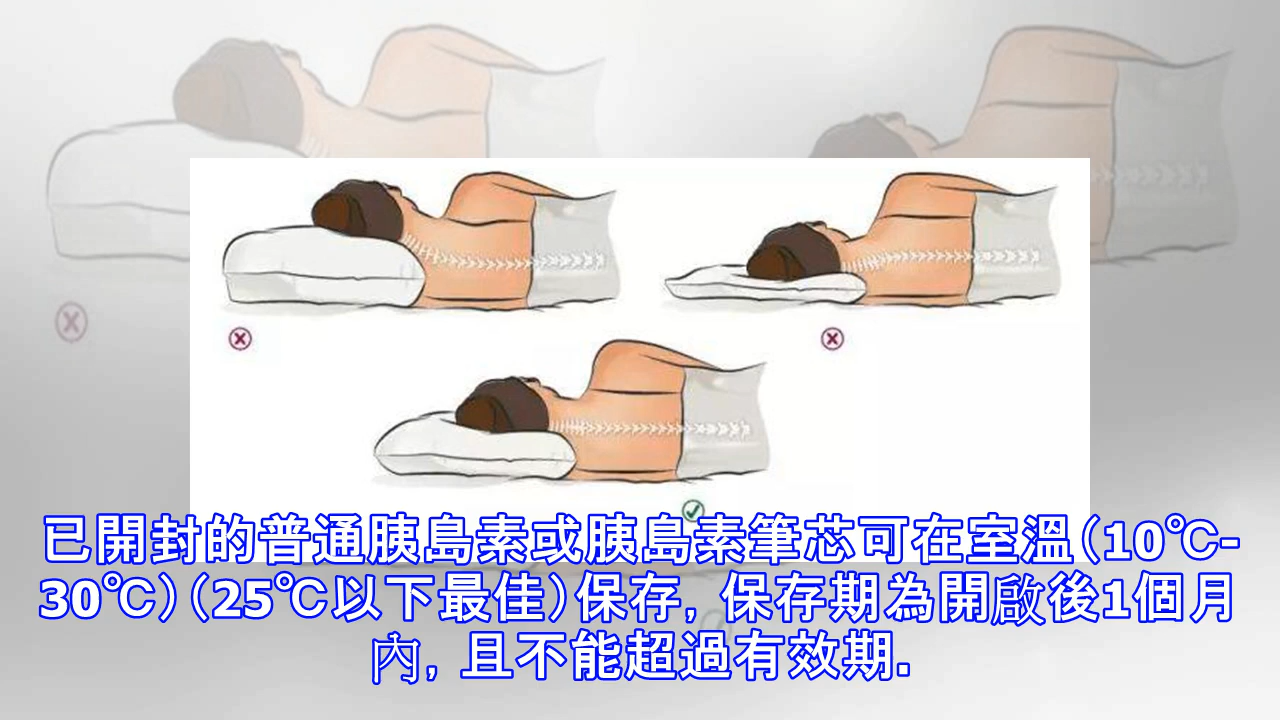 已開封的普通胰島素或胰島素筆芯可在室溫(10℃-
30℃)(25℃以下最佳)保存, 保存期為開啟後1個月
內, 且不能超過有效期.